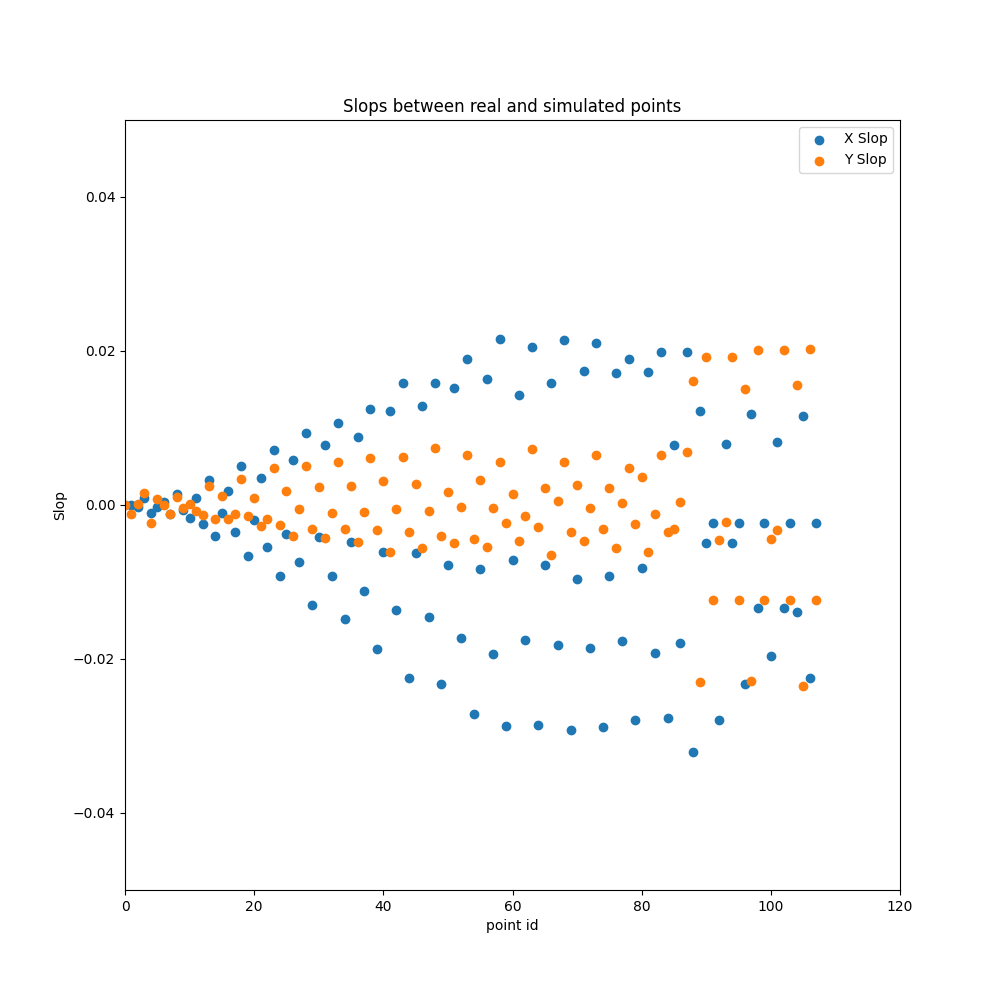 Slops between real and simulated points
X Slop
Y Slop
0.04
0.02
0.00
−0.02
−0.04
Slop
0 20 40 60 80 100 120
point id